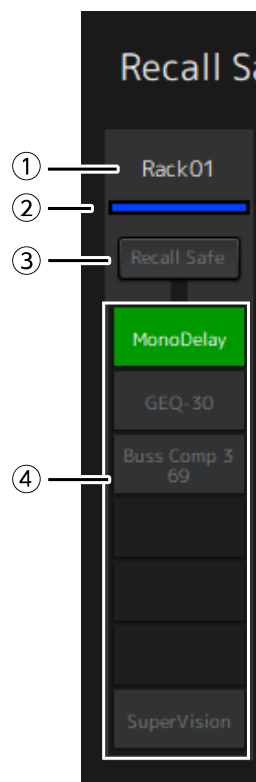 Recall Sa
① Rack01
②
③ Recall Safe
MonoDelay
GEQ-30
Buss Comp 3
④ 69
SuperVision